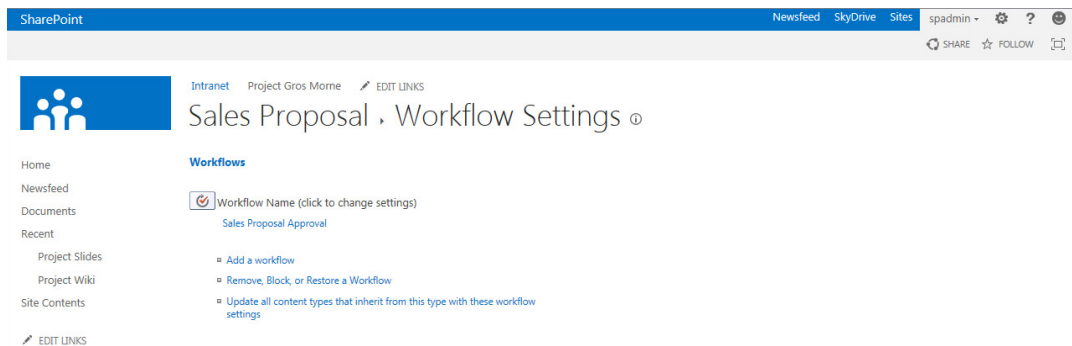 SharePoint Newsfeed SkyDrive Sites spadmin ?
SHARE FOLLOW
Intranet Project Gros Morne EDIT LINKS
Sales Proposal Workflow Settings
Home
Newsfeed
Documents
Recent
Project Slides
Project Wiki
Site Contents
EDIT LINKS
Workflows
Workflow Name (click to change settings)
Sales Proposal Approval
Add a workflow
Remove, Block, or Restore a Workflow
Update all content types that inherit from this type with these workflow
settings